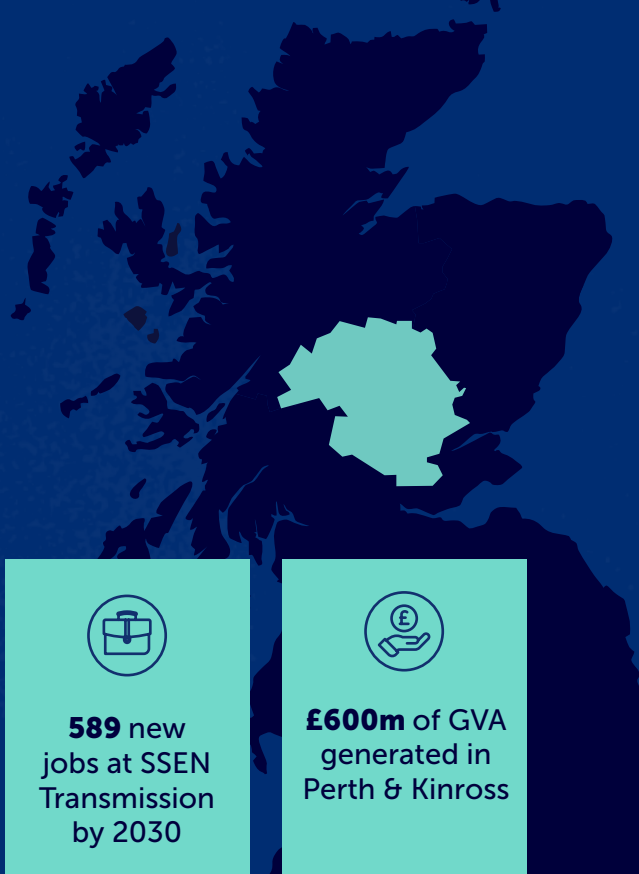 589 new
jobs at SSEN
Transmission
by 2030
£
£600m of GVA
generated in
Perth & Kinross